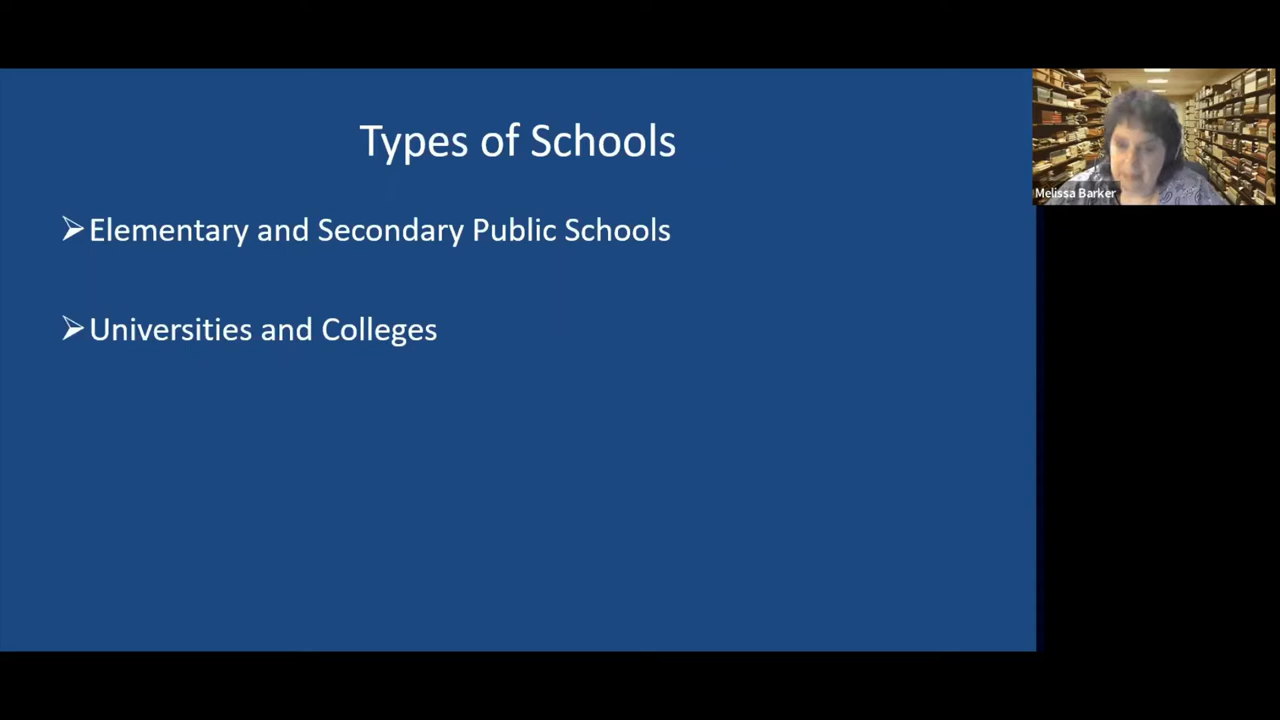 Types of Schools
Elementary and Secondary Public Schools
Universities and Colleges
Melissa Barker